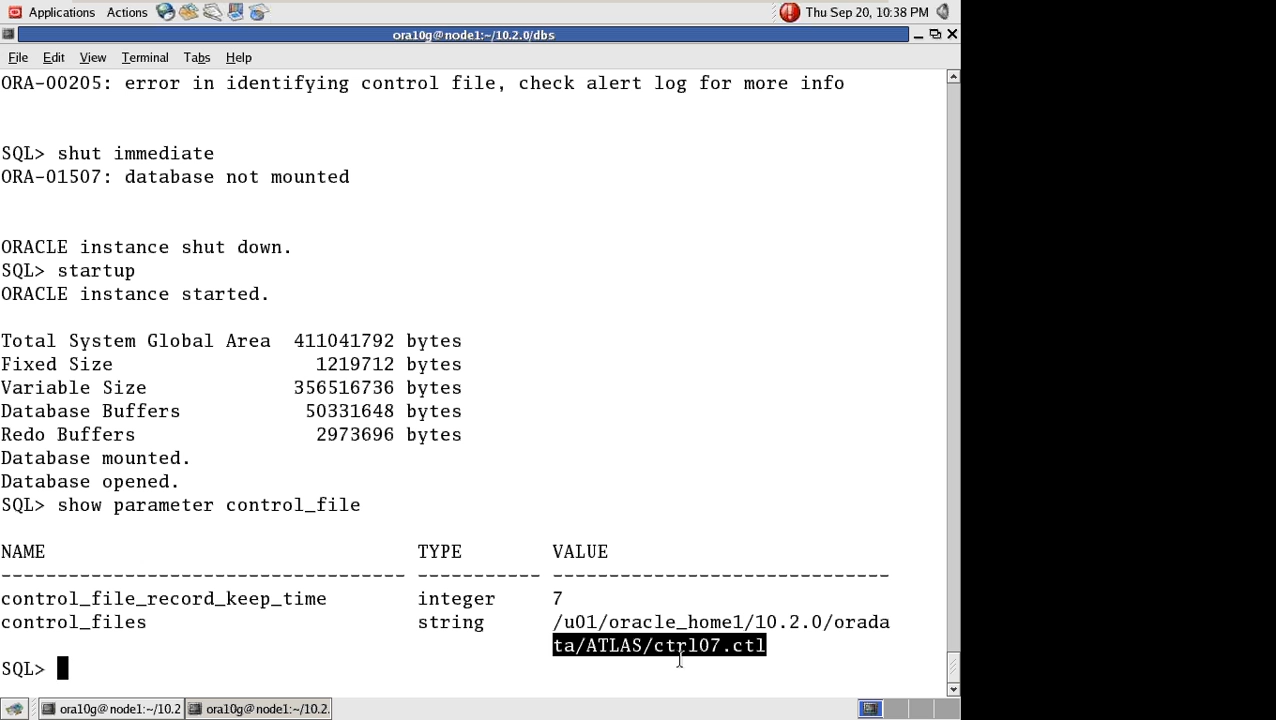 Applications Actions Thu Sep 20, 10:38 PM
ora10g@node1:~/10.2.0/dbs
File Edit View Terminal Tabs Help
ORA-00205: error in identifying control file, check alert log for more info
SQL> shut immediate
ORA-01507: database not mounted
ORACLE instance shut down.
SQL> startup
ORACLE instance started.
Total System Global Area 411041792 bytes
Fixed Size 1219712 bytes
Variable Size 356516736 bytes
Database Buffers 50331648 bytes
Redo Buffers 2973696 bytes
Database mounted.
Database opened.
SQL> show parameter control_file
NAME TYPE VALUE
------------------------------------ ----------- ------------------------------
control_file_record_keep_time integer 7
control_files string /u01/oracle_home1/10.2.0/orada
ta/ATLAS/ctrl07.ctl
SQL>
ora10g@node1:~/10.2 ora10g@node1:~/10.2.